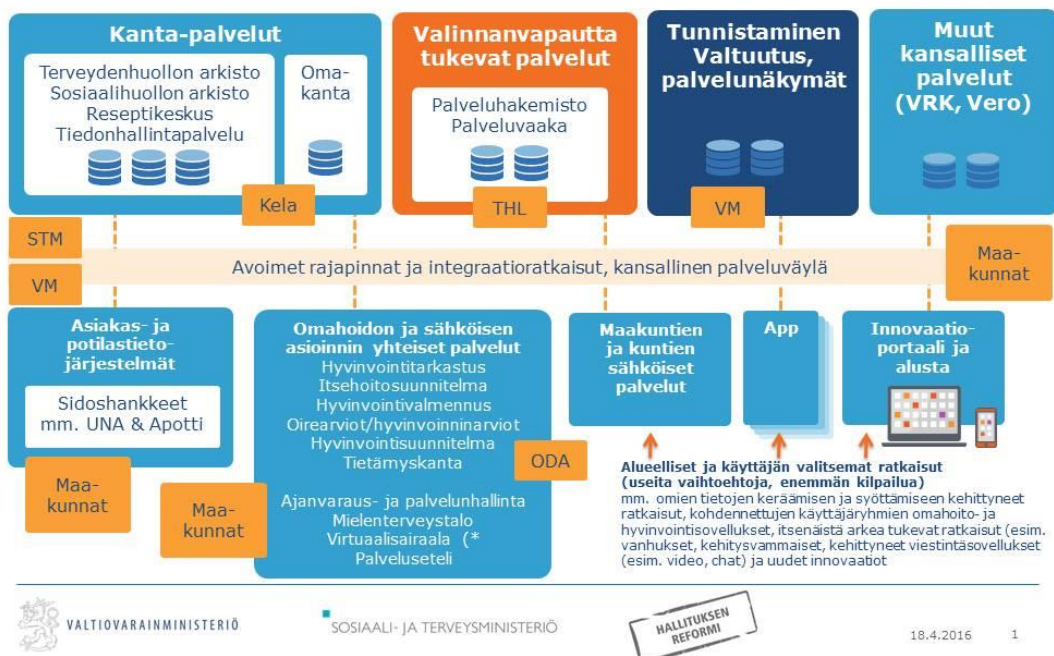 Kanta-palvelut
Terveydenhuollon arkisto
Sosiaalihuollon arkisto
Reseptikeskus
Tiedonhallintapalvelu
Oma-
kanta
Kela
Valinnanvapautta
tukevat palvelut
Palveluhakemisto
Palveluvaaka
THL
Tunnistaminen
Valtuutus,
palvelunäkymät
VM
Muut
kansalliset
palvelut
(VRK, Vero)
STM
VM
Avoimet rajapinnat ja integraatioratkaisut, kansallinen palveluväylä
Maa-
kunnat
Asiakas- ja
potilastieto-
järjestelmät
Sidoshankkeet
mm. UNA & Apotti
Maa-
kunnat
Omahoidon ja sähköisen
asioinnin yhteiset palvelut
Hyvinvointitarkastus
Itsehoitosuunnitelma
Hyvinvointivalmennus
Oirearviot/hyvinvoinninarviot
Hyvinvointisuunnitelma
Tietämyskanta
Ajanvaraus- ja palvelunhallinta
Mielenterveystalo
Virtuaalisairaala (*
Palveluseteli
ODA
Maa-
kunnat
Maakuntien
ja kuntien
sähköiset
palvelut
App
Innovaatio-
portaali ja
alusta
Alueelliset ja käyttäjän valitsemat ratkaisut
(useita vaihtoehtoja, enemmän kilpailua)
mm. omien tietojen keräämisen ja syöttämiseen kehittyneet
ratkaisut, kohdennettujen käyttäjäryhmien omahoito- ja
hyvinvointisovellukset, itsenäistä arkea tukevat ratkaisut (esim.
vanhukset, kehitysvammaiset, kehittyneet viestintäsovellukset
(esim. video, chat) ja uudet innovaatiot
VALTIOVARAINMINISTERIÖ
SOSIAALI- JA TERVEYSMINISTERIÖ
HALLITUKSEN
REFORMI
18.4.2016
1